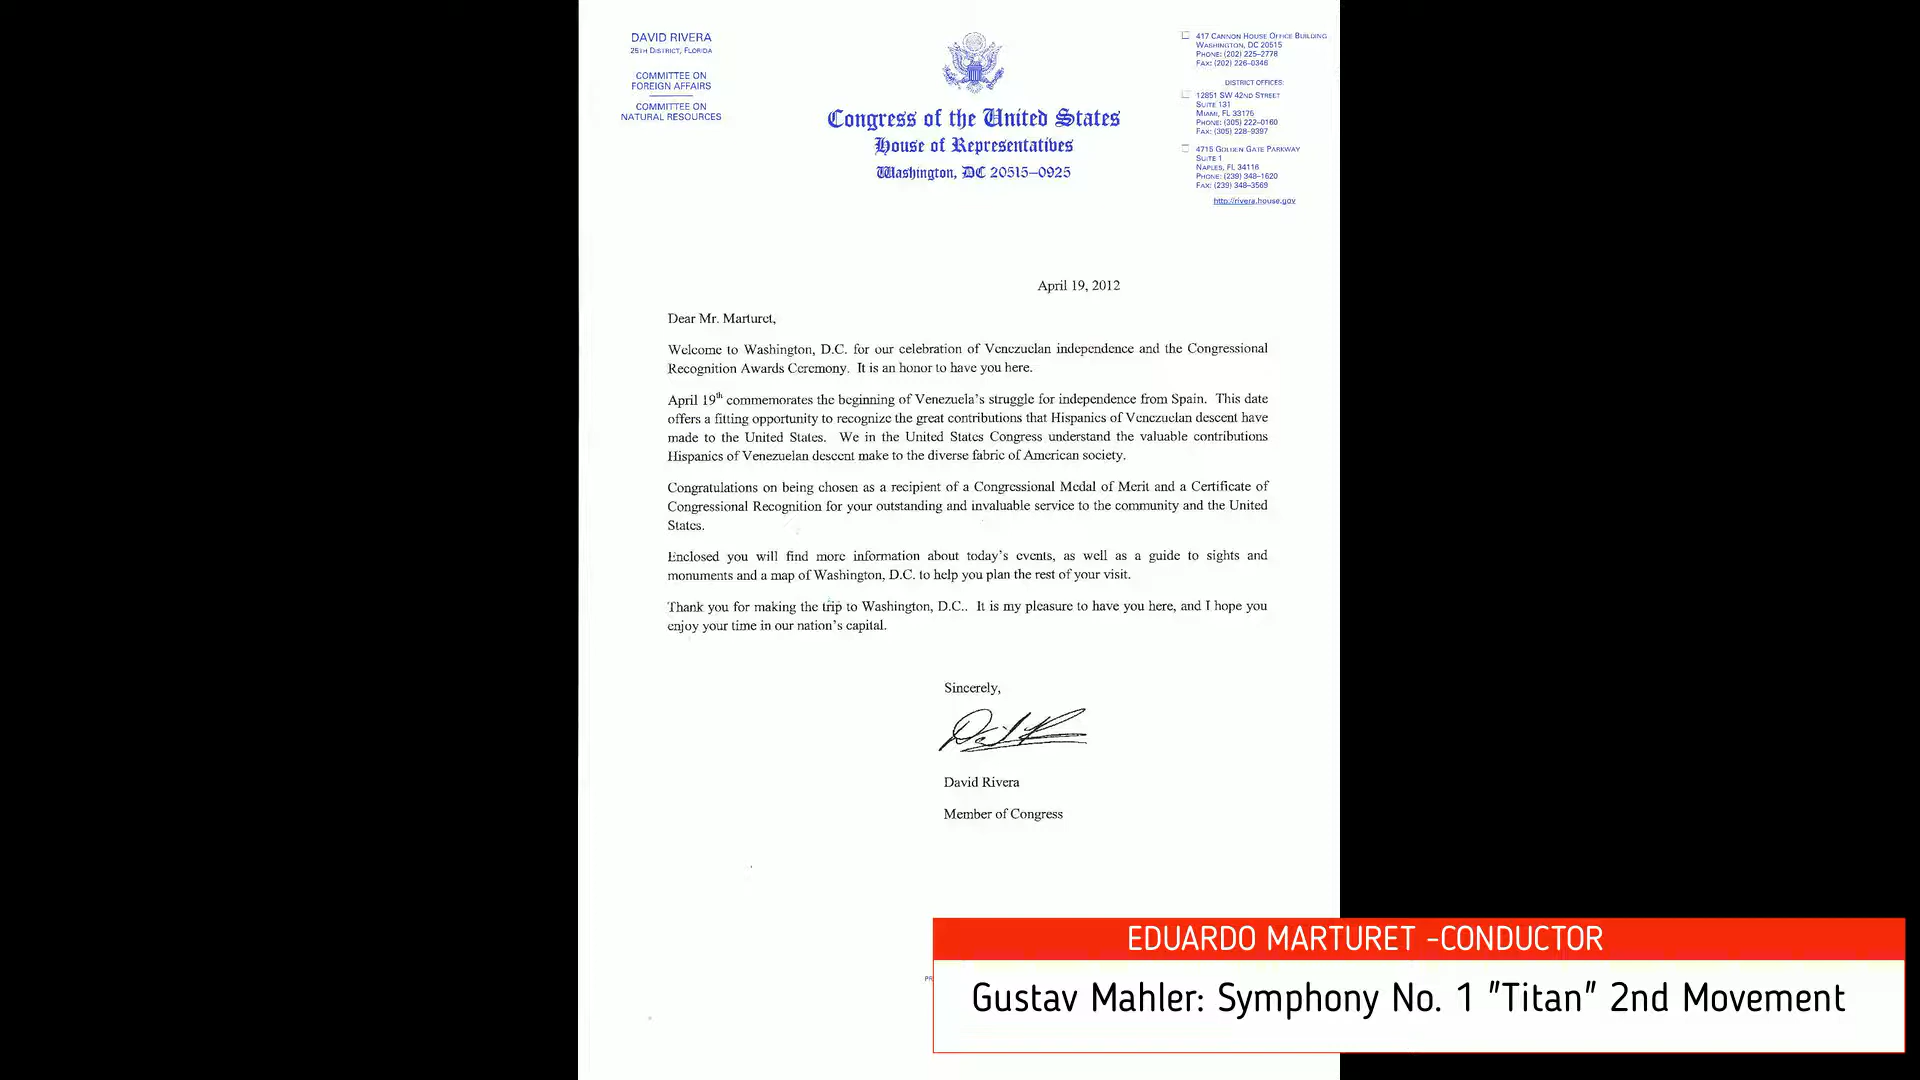 DAVID RIVERA
25TH DISTRICT, FLORIDA
COMMITTEE ON
FOREIGN AFFAIRS
COMMITTEE ON
NATURAL RESOURCES
Congress of the United States
House of Representatives
Washington, DC 20515–0925
417 CANNON HOUSE OFFICE BUILDING
WASHINGTON, DC 20515
PHONE: (202) 225–2778
FAX: (202) 226–0346
DISTRICT OFFICES:
12851 SW 42ND STREET
SUITE 131
MIAMI, FL 33175
PHONE: (305) 222–0160
FAX: (305) 228–9397
4715 GOLDEN GATE PARKWAY
SUITE 1
NAPLES, FL 34116
PHONE: (239) 348–1620
FAX: (239) 348–3569
http://rivera.house.gov
April 19, 2012
Dear Mr. Marturet,
Welcome to Washington, D.C. for our celebration of Venezuelan independence and the Congressional
Recognition Awards Ceremony. It is an honor to have you here.
April 19th commemorates the beginning of Venezuela's struggle for independence from Spain. This date
offers a fitting opportunity to recognize the great contributions that Hispanics of Venezuelan descent have
made to the United States. We in the United States Congress understand the valuable contributions
Hispanics of Venezuelan descent make to the diverse fabric of American society.
Congratulations on being chosen as a recipient of a Congressional Medal of Merit and a Certificate of
Congressional Recognition for your outstanding and invaluable service to the community and the United
States.
Enclosed you will find more information about today's events, as well as a guide to sights and
monuments and a map of Washington, D.C. to help you plan the rest of your visit.
Thank you for making the trip to Washington, D.C.. It is my pleasure to have you here, and I hope you
enjoy your time in our nation's capital.
Sincerely,
David Rivera
Member of Congress
EDUARDO MARTURET -CONDUCTOR
Gustav Mahler: Symphony No. 1 "Titan" 2nd Movement